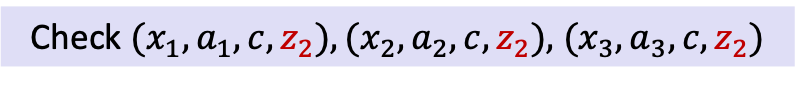 Check (x₁, a₁, c, z₂), (x₂, a₂, c, z₂), (x₃, a₃, c, z₂)